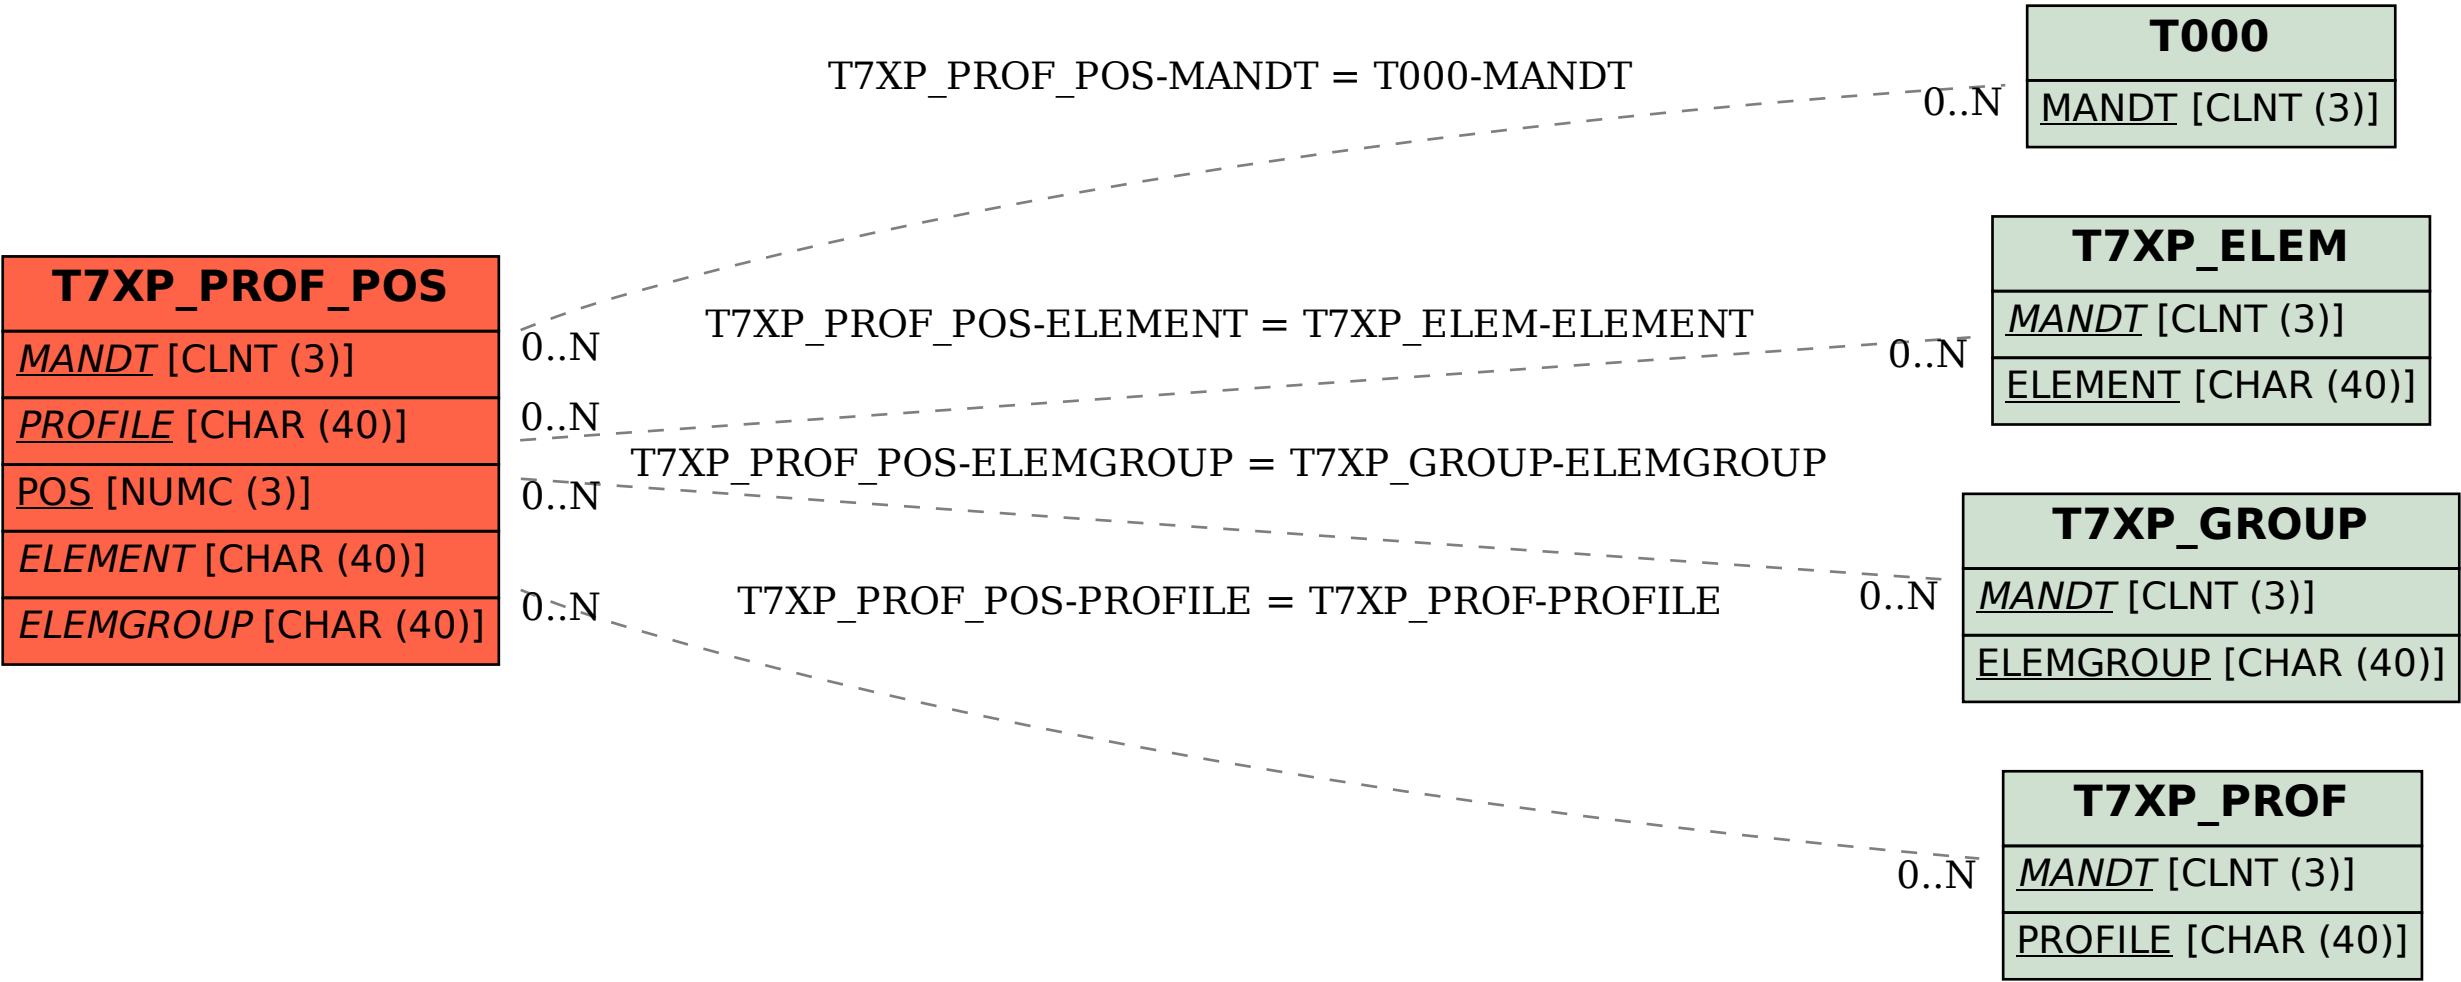 T7XP_PROF_POS
MANDT [CLNT (3)]
PROFILE [CHAR (40)]
POS [NUMC (3)]
ELEMENT [CHAR (40)]
ELEMGROUP [CHAR (40)]
T7XP_PROF_POS-MANDT = T000-MANDT
0..N
0..N
T7XP_PROF_POS-ELEMENT = T7XP_ELEM-ELEMENT
0..N
0..N
T7XP_PROF_POS-ELEMGROUP = T7XP_GROUP-ELEMGROUP
0..N
0..N
T7XP_PROF_POS-PROFILE = T7XP_PROF-PROFILE
0..N
0..N
T000
MANDT [CLNT (3)]
T7XP_ELEM
MANDT [CLNT (3)]
ELEMENT [CHAR (40)]
T7XP_GROUP
MANDT [CLNT (3)]
ELEMGROUP [CHAR (40)]
T7XP_PROF
MANDT [CLNT (3)]
PROFILE [CHAR (40)]